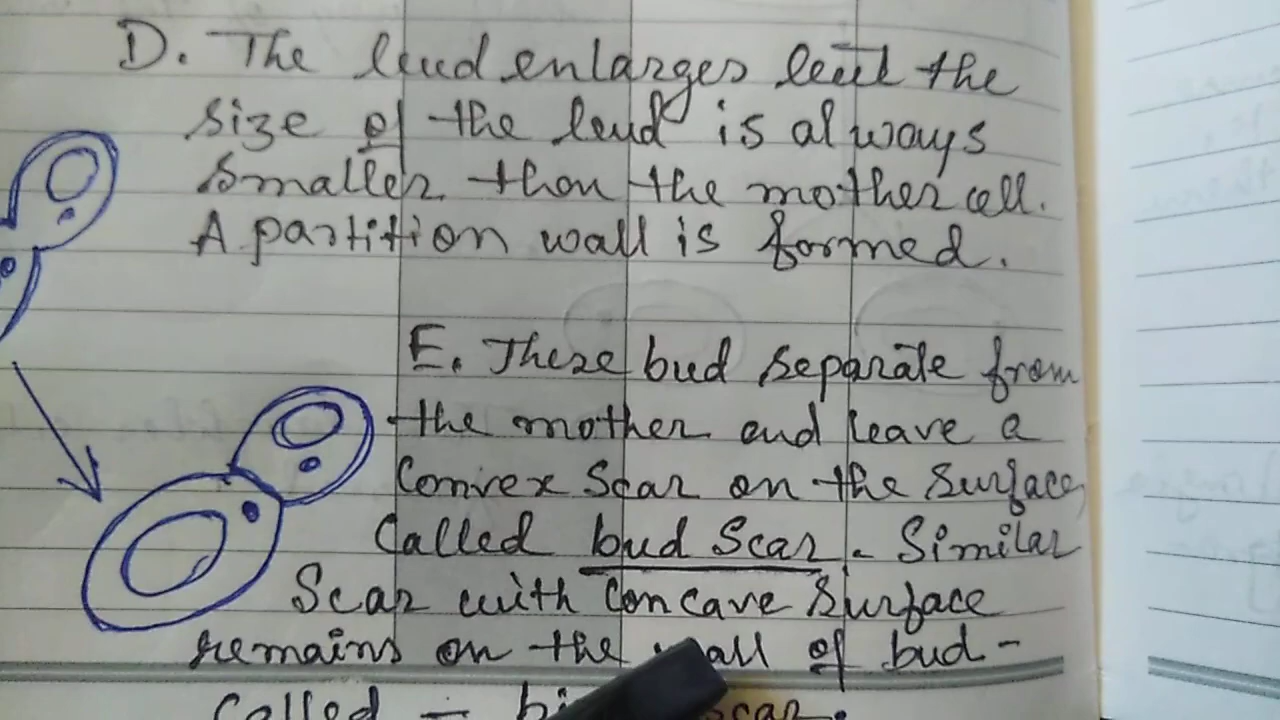 D. The bud enlarges but the
size of the bud is always
smaller than the mother cell.
A partition wall is formed.
E. These bud separate from
the mother and leave a
Convex Scar on the Surface,
Called bud Scar. Similar
Scar with Concave Surface
remains on the wall of bud-
Called - scar.